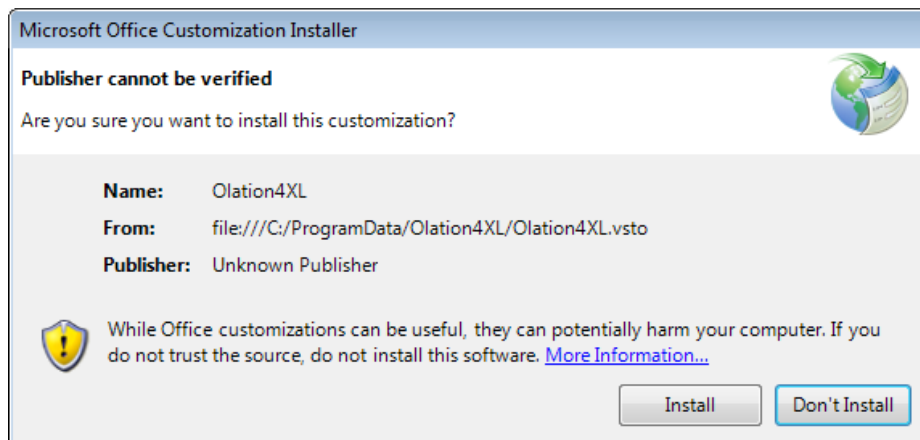 Microsoft Office Customization Installer
Publisher cannot be verified
Are you sure you want to install this customization?
Name: Olation4XL
From: file:///C:/ProgramData/Olation4XL/Olation4XL.vsto
Publisher: Unknown Publisher
While Office customizations can be useful, they can potentially harm your computer. If you
do not trust the source, do not install this software. More Information...
Install Don't Install